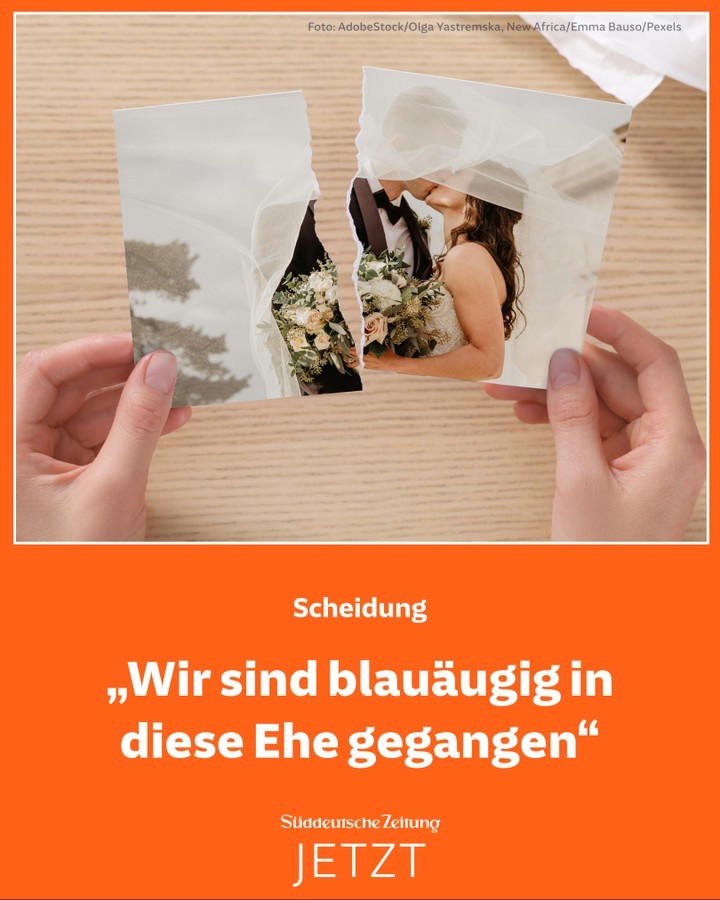 Foto: AdobeStock/Olga Yastremska, New Africa/Emma Bauso/Pexels
Scheidung
„Wir sind blauäugig in
diese Ehe gegangen“
Süddeutsche Zeitung
JETZT